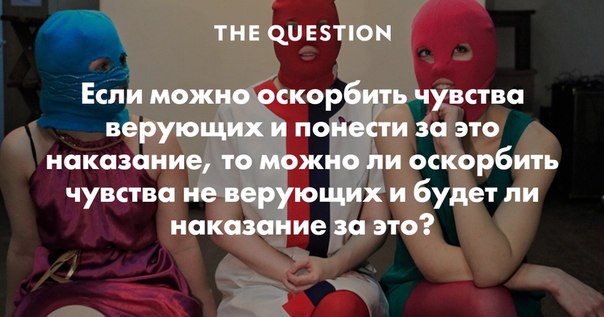 THE QUESTION
Если можно оскорбить чувства
верующих и понести за это
наказание, то можно ли оскорбить
чувства не верующих и будет ли
наказание за это?